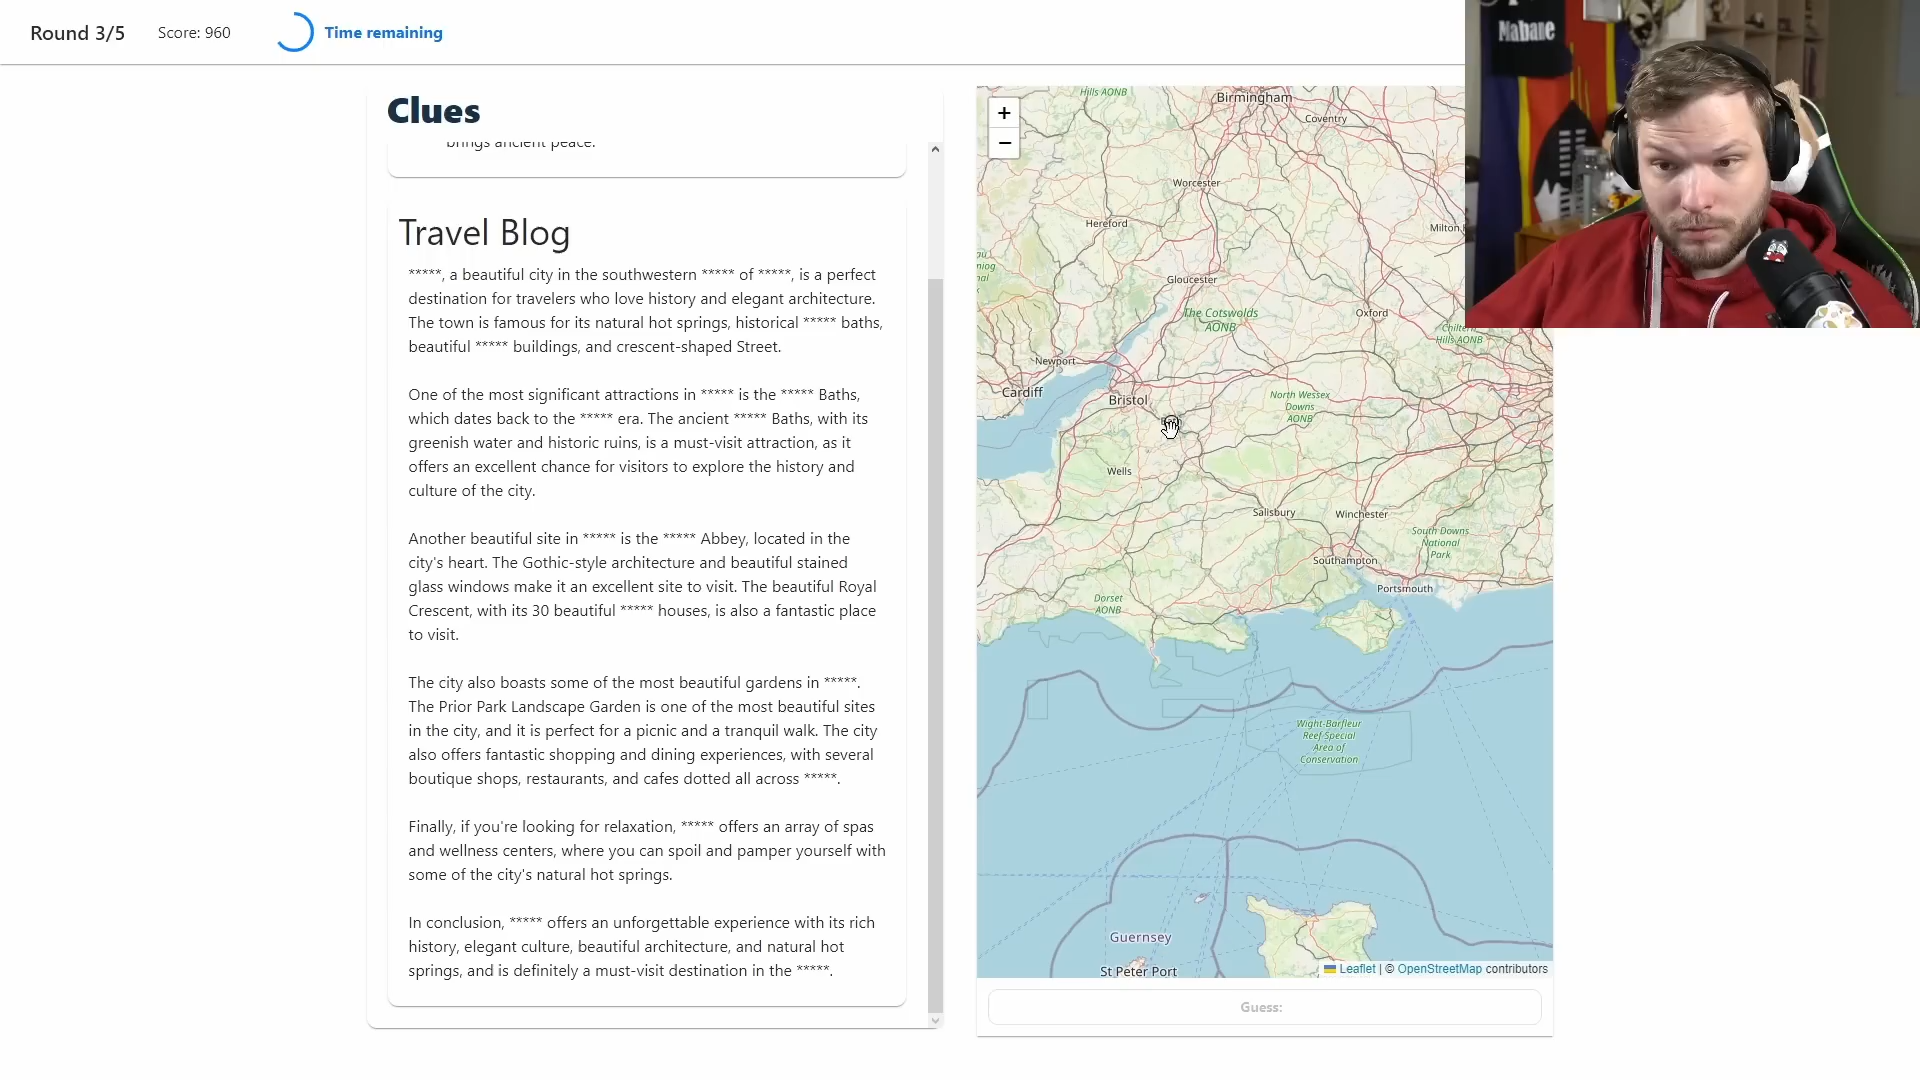 Round 3/5
Score: 960
Time remaining
Mabane
Clues
brings ancient peace.
Travel Blog
*****, a beautiful city in the southwestern ***** of *****, is a perfect
destination for travelers who love history and elegant architecture.
The town is famous for its natural hot springs, historical ***** baths,
beautiful ***** buildings, and crescent-shaped Street.
One of the most significant attractions in ***** is the ***** Baths,
which dates back to the ***** era. The ancient ***** Baths, with its
greenish water and historic ruins, is a must-visit attraction, as it
offers an excellent chance for visitors to explore the history and
culture of the city.
Another beautiful site in ***** is the ***** Abbey, located in the
city's heart. The Gothic-style architecture and beautiful stained
glass windows make it an excellent site to visit. The beautiful Royal
Crescent, with its 30 beautiful ***** houses, is also a fantastic place
to visit.
The city also boasts some of the most beautiful gardens in *****.
The Prior Park Landscape Garden is one of the most beautiful sites
in the city, and it is perfect for a picnic and a tranquil walk. The city
also offers fantastic shopping and dining experiences, with several
boutique shops, restaurants, and cafes dotted all across *****.
Finally, if you're looking for relaxation, ***** offers an array of spas
and wellness centers, where you can spoil and pamper yourself with
some of the city's natural hot springs.
In conclusion, ***** offers an unforgettable experience with its rich
history, elegant culture, beautiful architecture, and natural hot
springs, and is definitely a must-visit destination in the *****.
+
−
Hills AONB
Birmingham
Coventry
Worcester
Hereford
Milton
Gloucester
The Cotswolds
AONB
Oxford
Hills AONB
Newport
Cardiff
Bristol
North Wessex
Downs
AONB
Wells
Salisbury
Winchester
South Downs
National
Park
Southampton
Portsmouth
Dorset
AONB
Wight-Barfleur
Reef Special
Area of
Conservation
Guernsey
St Peter Port
Leaflet | © OpenStreetMap contributors
Guess: